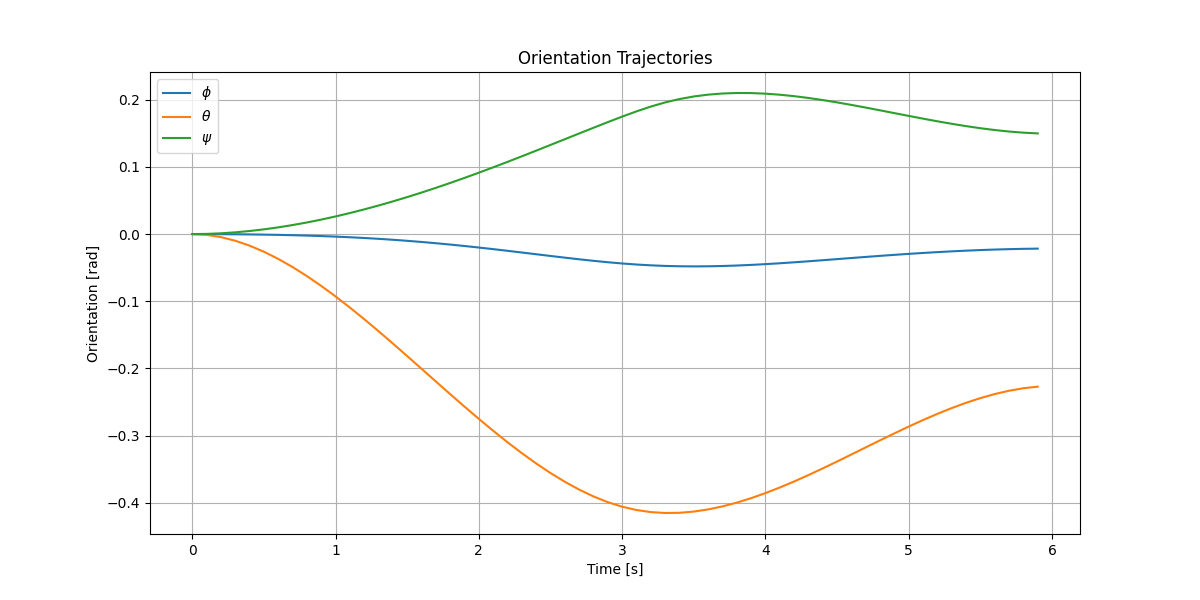 Orientation Trajectories
ϕ
θ
ψ
Orientation [rad]
0.2
0.1
0.0
−0.1
−0.2
−0.3
−0.4
0 1 2 3 4 5 6
Time [s]